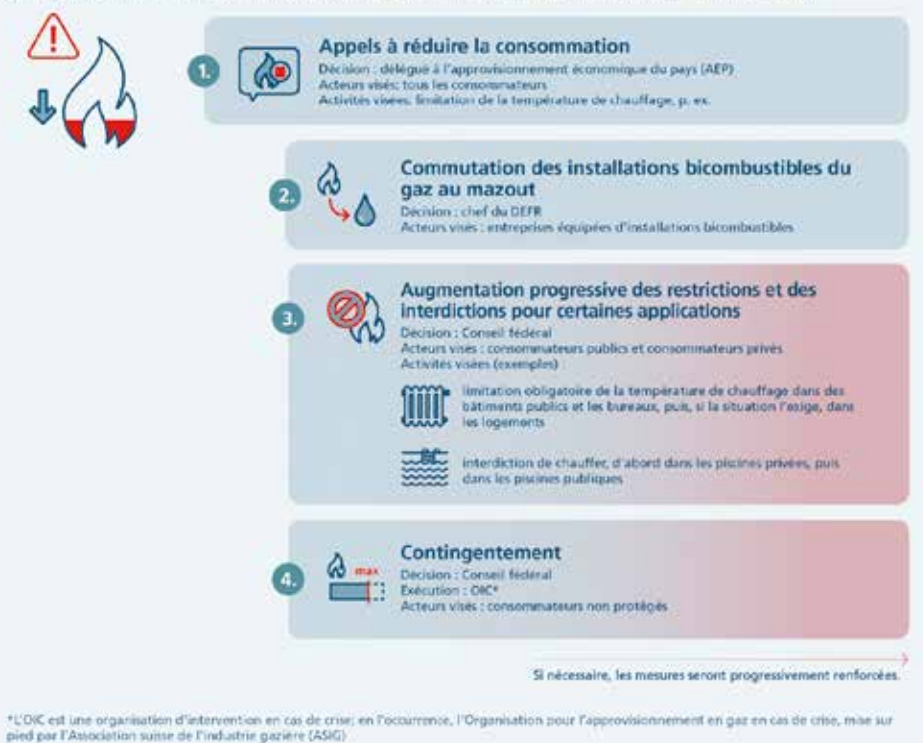 1.
Appels à réduire la consommation
Décision : délégué à l'approvisionnement économique du pays (AEP)
Acteurs visés: tous les consommateurs
Activités visées: limitation de la température de chauffage, p. ex.
2.
Commutation des installations bicombustibles du
gaz au mazout
Décision : chef du DEFR
Acteurs visés : entreprises équipées d'installations bicombustibles
3.
Augmentation progressive des restrictions et des
interdictions pour certaines applications
Décision : Conseil fédéral
Acteurs visés : consommateurs publics et consommateurs privés
Activités visées (exemples)
limitation obligatoire de la température de chauffage dans des
bâtiments publics et les bureaux, puis, si la situation l'exige, dans
les logements
interdiction de chauffer, d'abord dans les piscines privées, puis
dans les piscines publiques
4.
max
Contingentement
Décision : Conseil fédéral
Exécution : OIC*
Acteurs visés : consommateurs non protégés
Si nécessaire, les mesures seront progressivement renforcées.
*L'OIC est une organisation d'intervention en cas de crise; en l'occurrence, l'Organisation pour l'approvisionnement en gaz en cas de crise, mise sur
pied par l'Association suisse de l'industrie gazière (ASIG)